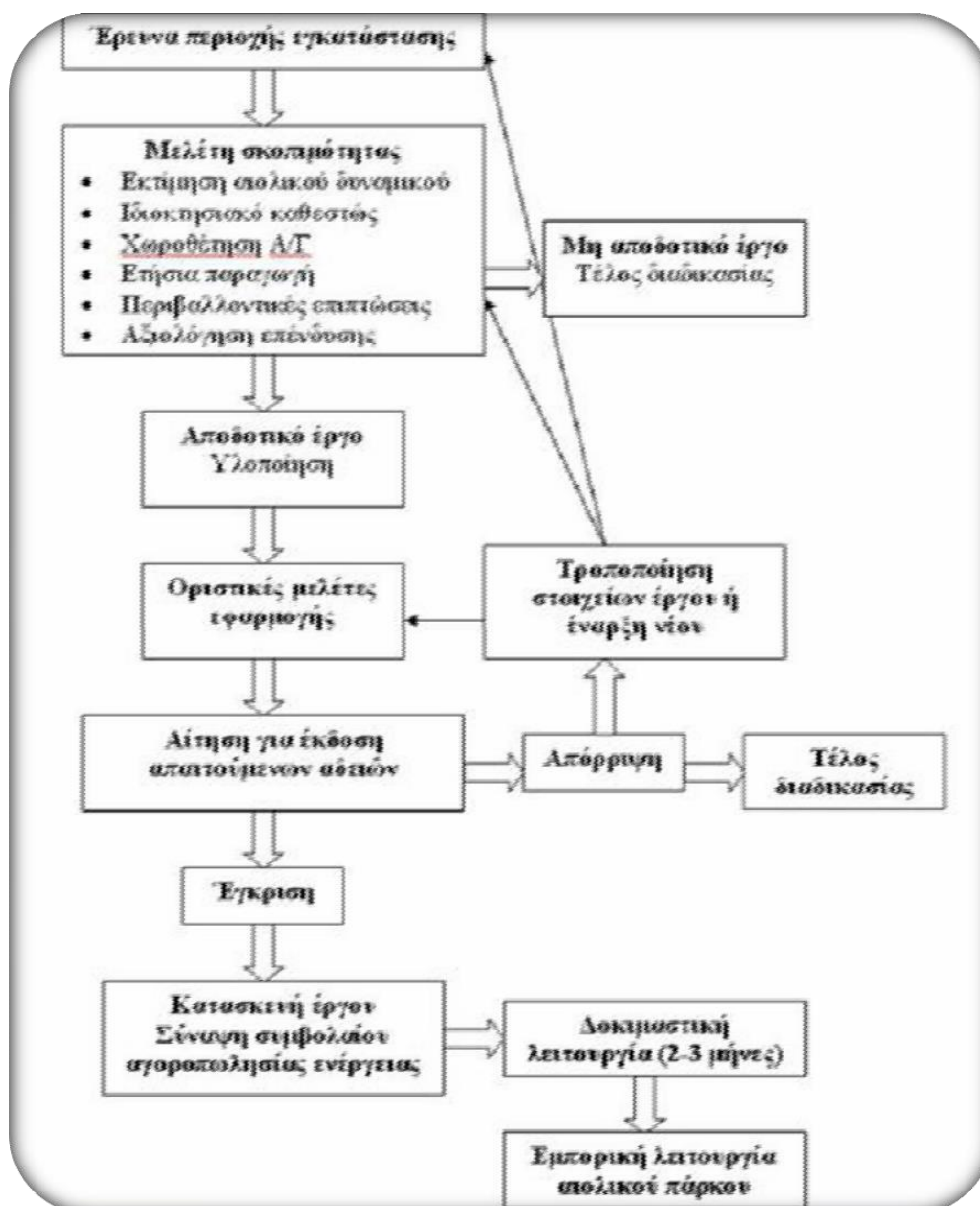 Έρευνα περιοχής εγκατάστασης
Μελέτη σκοπιμότητας
• Εκτίμηση αιολικού δυναμικού
• Ιδιοκτησιακό καθεστώς
• Χωροθέτηση Α/Γ
• Ετήσια παραγωγή
• Περιβαλλοντικές επιπτώσεις
• Αξιολόγηση επένδυσης
Μη αποδοτικό έργο
Τέλος διαδικασίας
Αποδοτικό έργο
Υλοποίηση
Οριστικές μελέτες
εφαρμογής
Τροποποίηση
στοιχείων έργου ή
έναρξη νέου
Αίτηση για έκδοση
απαιτούμενων αδειών
Απόρριψη
Τέλος
διαδικασίας
Έγκριση
Κατασκευή έργου
Σύναψη συμβολαίου
αγοροπωλησίας ενέργειας
Δοκιμαστική
λειτουργία (2-3 μήνες)
Εμπορική λειτουργία
αιολικού πάρκου